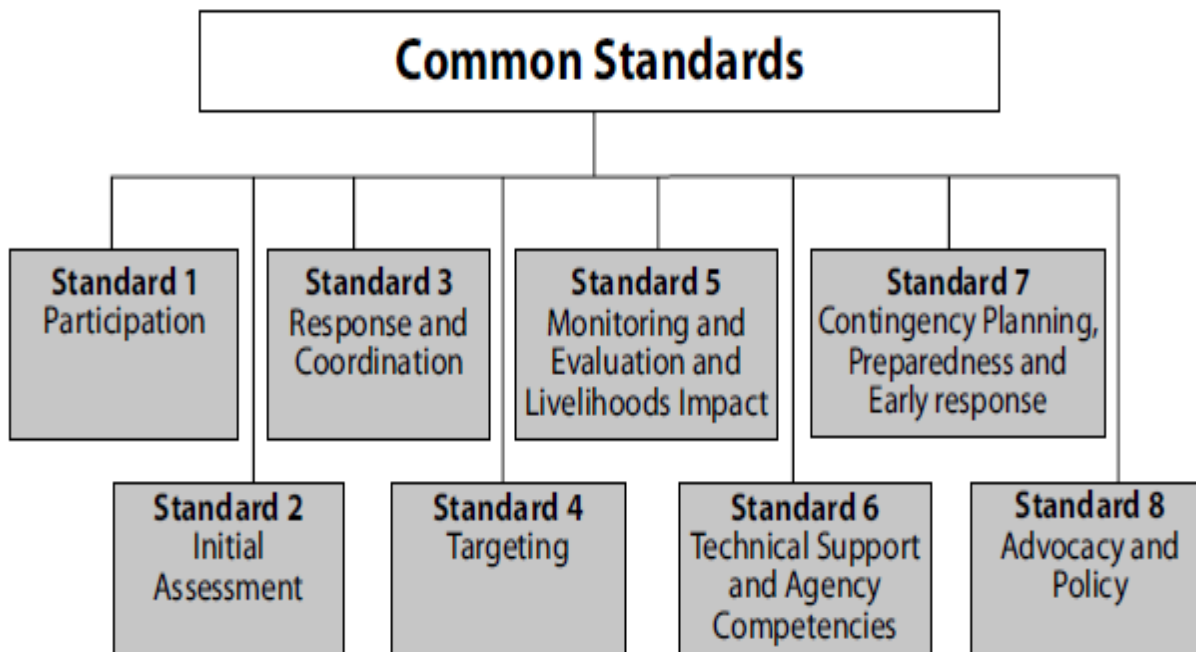 Common Standards
Standard 1
Participation
Standard 3
Response and
Coordination
Standard 5
Monitoring and
Evaluation and
Livelihoods Impact
Standard 7
Contingency Planning,
Preparedness and
Early response
Standard 2
Initial
Assessment
Standard 4
Targeting
Standard 6
Technical Support
and Agency
Competencies
Standard 8
Advocacy and
Policy